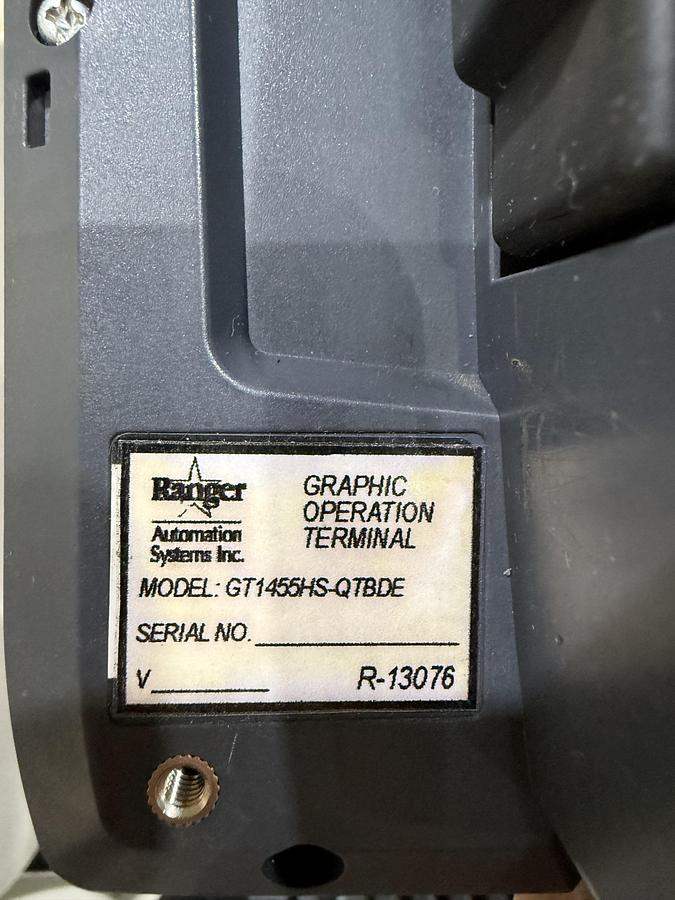 Ranger
Automation
Systems Inc.
GRAPHIC
OPERATION
TERMINAL
MODEL: GT1455HS-QTBDE
SERIAL NO.
V
R-13076